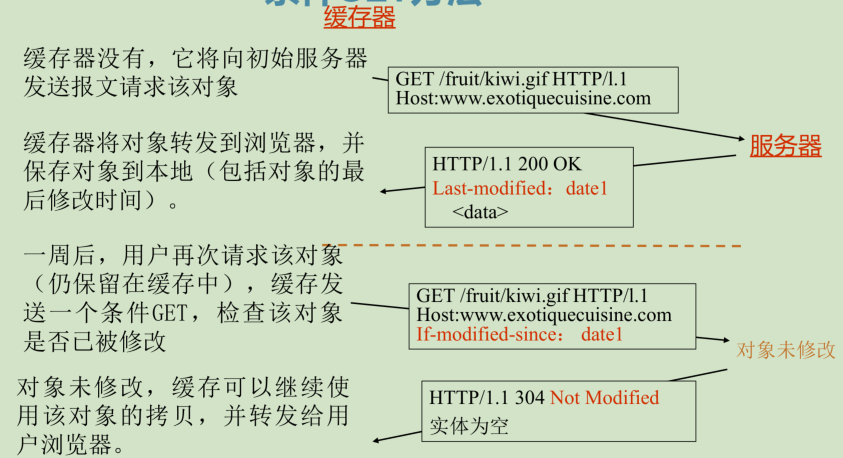 条件GET方法
缓存器
缓存器没有，它将向初始服务器
发送报文请求该对象
GET /fruit/kiwi.gif HTTP/l.1
Host:www.exotiquecuisine.com
服务器
缓存器将对象转发到浏览器，并
保存对象到本地（包括对象的最
后修改时间）。
HTTP/1.1 200 OK
Last-modified：date1
<data>
一周后，用户再次请求该对象
（仍保留在缓存中），缓存发
送一个条件GET，检查该对象
是否已被修改
GET /fruit/kiwi.gif HTTP/l.1
Host:www.exotiquecuisine.com
If-modified-since： date1
对象未修改
对象未修改，缓存可以继续使
用该对象的拷贝，并转发给用
户浏览器。
HTTP/1.1 304 Not Modified
实体为空